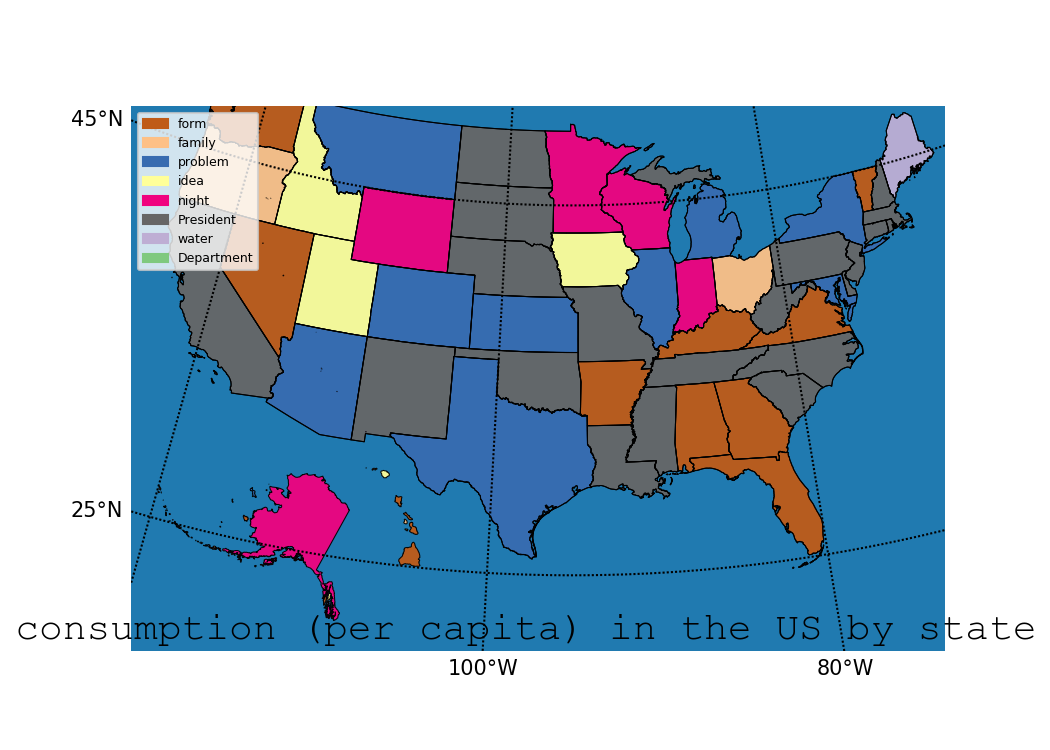 45°N
form
family
problem
idea
night
President
water
Department
25°N
consumption (per capita) in the US by state
100°W 80°W